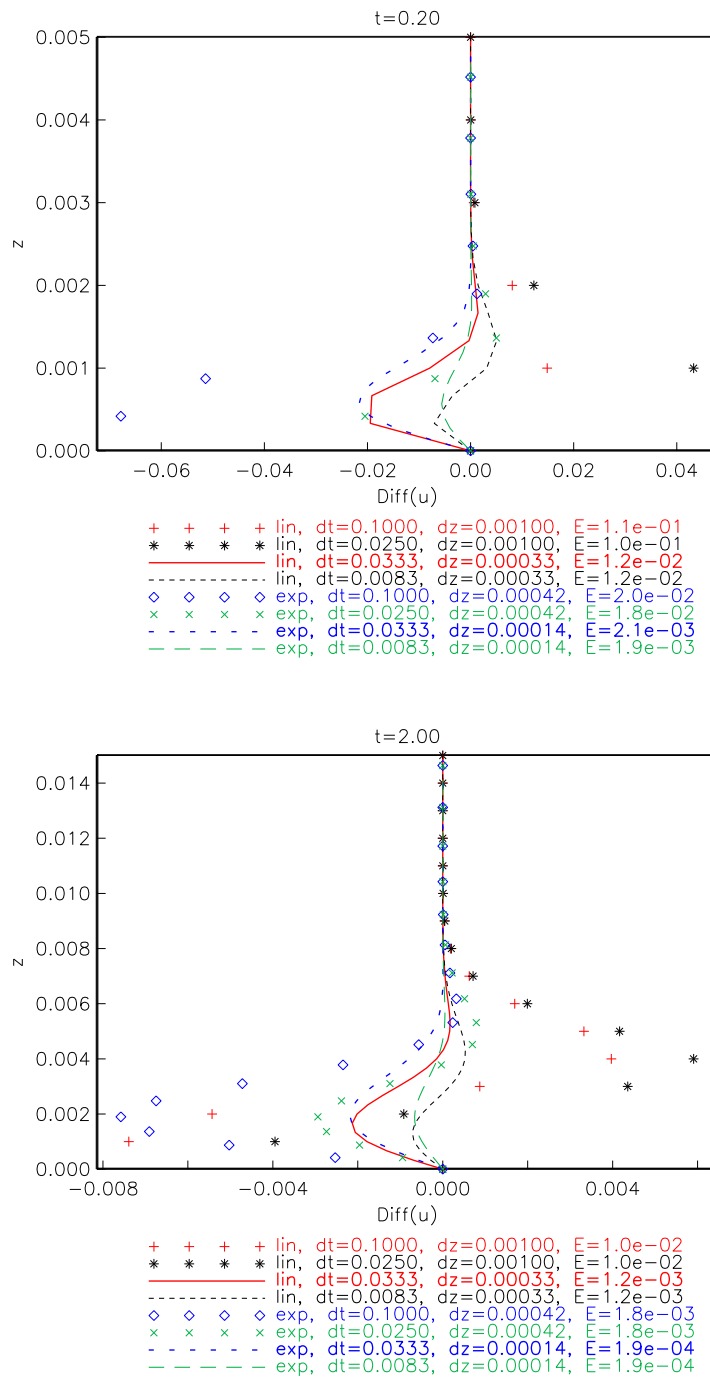 t=0.20
0.005
0.004
0.003
z
0.002
0.001
0.000
−0.06 −0.04 −0.02 0.00 0.02 0.04
Diff(u)
lin, dt=0.1000, dz=0.00100, E=1.1e−01
lin, dt=0.0250, dz=0.00100, E=1.0e−01
lin, dt=0.0333, dz=0.00033, E=1.2e−02
lin, dt=0.0083, dz=0.00033, E=1.2e−02
exp, dt=0.1000, dz=0.00042, E=2.0e−02
exp, dt=0.0250, dz=0.00042, E=1.8e−02
exp, dt=0.0333, dz=0.00014, E=2.1e−03
exp, dt=0.0083, dz=0.00014, E=1.9e−03
t=2.00
0.014
0.012
0.010
0.008
z
0.006
0.004
0.002
0.000
−0.008 −0.004 0.000 0.004
Diff(u)
lin, dt=0.1000, dz=0.00100, E=1.0e−02
lin, dt=0.0250, dz=0.00100, E=1.0e−02
lin, dt=0.0333, dz=0.00033, E=1.2e−03
lin, dt=0.0083, dz=0.00033, E=1.2e−03
exp, dt=0.1000, dz=0.00042, E=1.8e−03
exp, dt=0.0250, dz=0.00042, E=1.8e−03
exp, dt=0.0333, dz=0.00014, E=1.9e−04
exp, dt=0.0083, dz=0.00014, E=1.9e−04